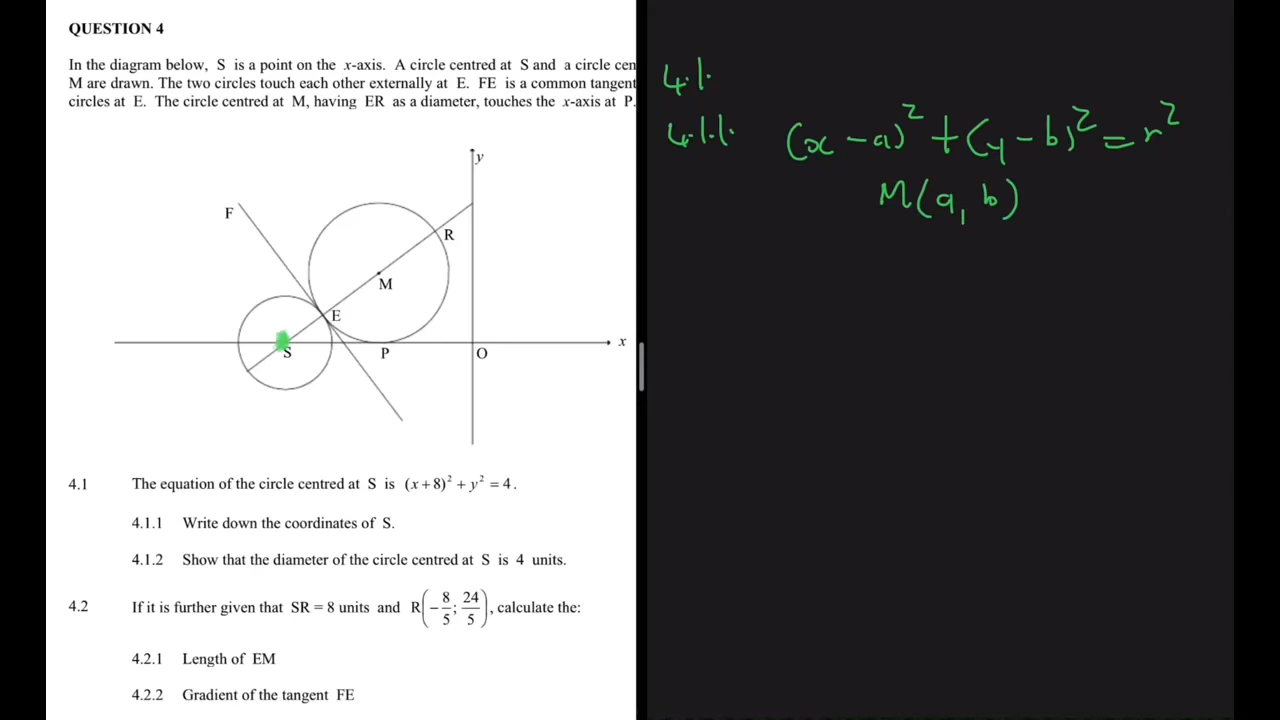 QUESTION 4
In the diagram below, S is a point on the x-axis. A circle centred at S and a circle cen
M are drawn. The two circles touch each other externally at E. FE is a common tangent
circles at E. The circle centred at M, having ER as a diameter, touches the x-axis at P.
y
F
R
M
E
S
P
O
x
4.1 The equation of the circle centred at S is (x+8)² + y² = 4.
4.1.1 Write down the coordinates of S.
4.1.2 Show that the diameter of the circle centred at S is 4 units.
4.2 If it is further given that SR = 8 units and R(−8/5; 24/5), calculate the:
4.2.1 Length of EM
4.2.2 Gradient of the tangent FE
4.1.
4.1.1. (x − a)² + (y − b)² = r²
M(a, b)